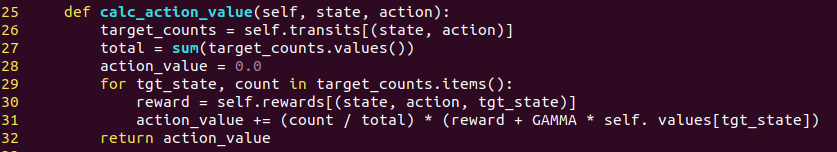 25 def calc_action_value(self, state, action):
26 target_counts = self.transits[(state, action)]
27 total = sum(target_counts.values())
28 action_value = 0.0
29 for tgt_state, count in target_counts.items():
30 reward = self.rewards[(state, action, tgt_state)]
31 action_value += (count / total) * (reward + GAMMA * self. values[tgt_state])
32 return action_value